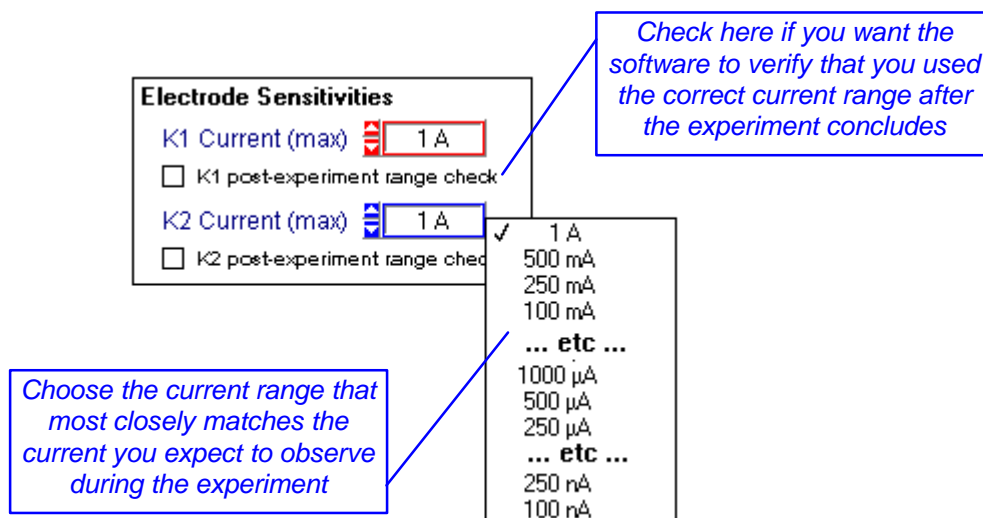 Check here if you want the
software to verify that you used
the correct current range after
the experiment concludes
Electrode Sensitivities
K1 Current (max) 1 A
K1 post-experiment range check
K2 Current (max) 1 A
K2 post-experiment range chec
✓ 1 A
500 mA
250 mA
100 mA
... etc ...
1000 µA
500 µA
250 µA
... etc ...
250 nA
100 nA
Choose the current range that
most closely matches the
current you expect to observe
during the experiment